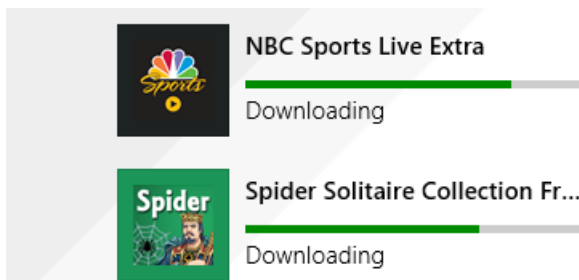 Sports
NBC Sports Live Extra
Downloading
Spider
Spider Solitaire Collection Fr...
Downloading